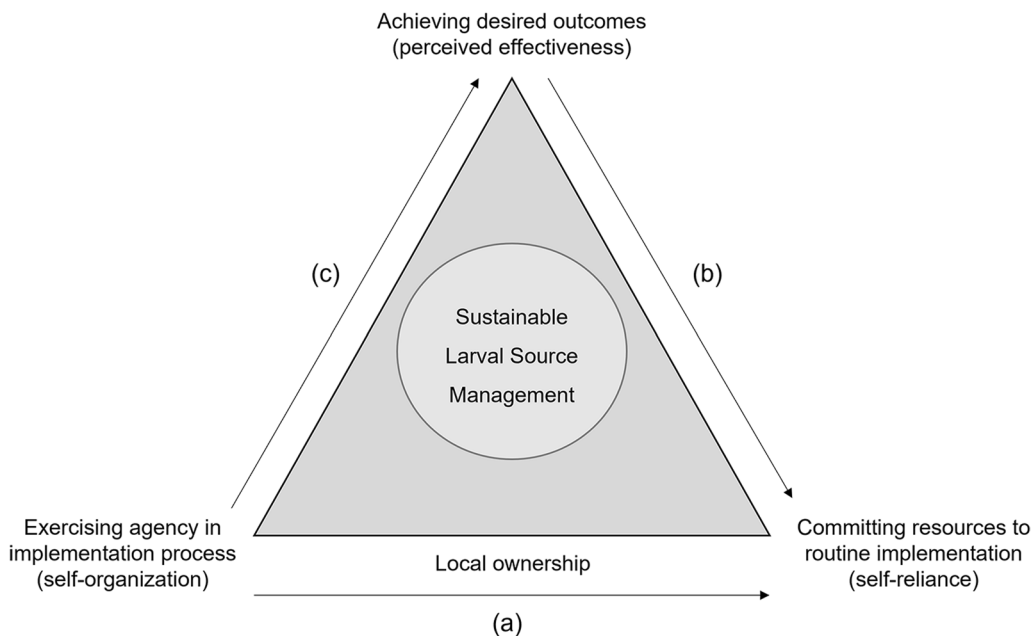 Achieving desired outcomes
(perceived effectiveness)
(c)
(b)
Sustainable
Larval Source
Management
Exercising agency in
implementation process
(self-organization)
Local ownership
Committing resources to
routine implementation
(self-reliance)
(a)